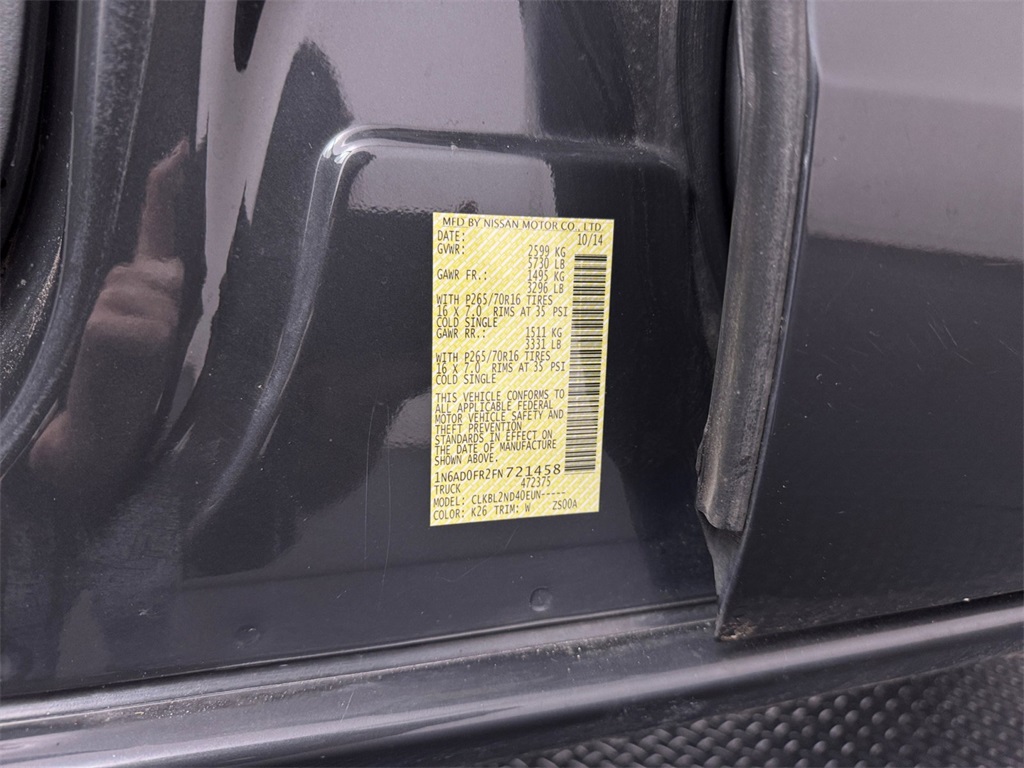 MFD BY NISSAN MOTOR CO., LTD.
DATE: 10/14
GVWR: 2599 KG
5730 LB
GAWR FR.: 1495 KG
3296 LB
WITH P265/70R16 TIRES
16 X 7.0 RIMS AT 35 PSI
COLD SINGLE
GAWR RR.: 1511 KG
3331 LB
WITH P265/70R16 TIRES
16 X 7.0 RIMS AT 35 PSI
COLD SINGLE
THIS VEHICLE CONFORMS TO
ALL APPLICABLE FEDERAL
MOTOR VEHICLE SAFETY AND
THEFT PREVENTION
STANDARDS IN EFFECT ON
THE DATE OF MANUFACTURE
SHOWN ABOVE.
1N6AD0FR2FN721458
TRUCK 472375
MODEL: CLKBL2ND40EUN-----
COLOR: K26 TRIM: W ZS00A